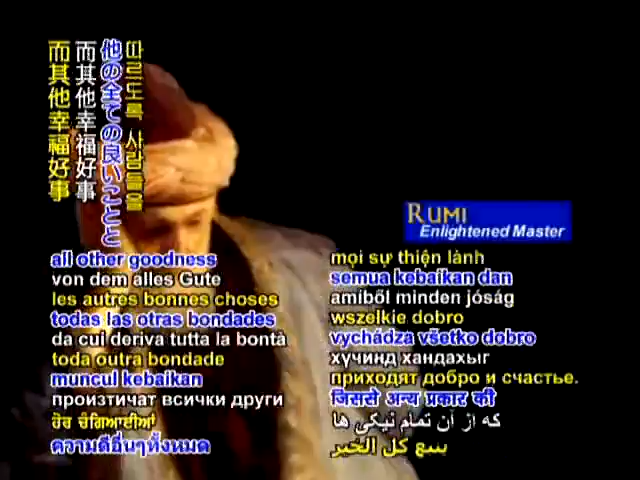 而其他幸福好事
而其他幸福好事
他の全ての良いことと
따르도록 사람들을
RUMI
Enlightened Master
all other goodness
von dem alles Gute
les autres bonnes choses
todas las otras bondades
da cui deriva tutta la bontà
toda outra bondade
muncul kebaikan
произтичат всички други
ਹੋਰ ਚੰਗਿਆਈਆਂ
ความดีอื่นๆทั้งหมด
mọi sự thiện lành
semua kebaikan dan
amiből minden jóság
wszelkie dobro
vychádza všetko dobro
хүчинд хандахыг
приходят добро и счастье.
जिससे अन्य प्रकार की
که از آن تمام نیکی ها
ينبع كل الخير